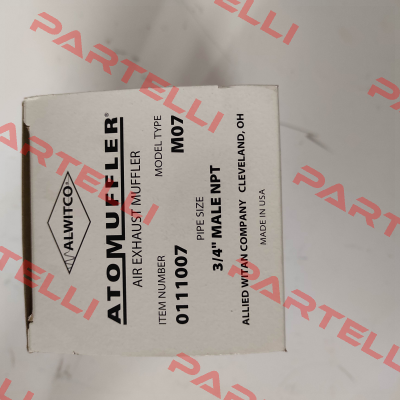 ALWITCO
ATOMUFFLER®
AIR EXHAUST MUFFLER
ITEM NUMBER MODEL TYPE
0111007 M07
PIPE SIZE
3/4" MALE NPT
ALLIED WITAN COMPANY CLEVELAND, OH
MADE IN USA
PARTELLI
PARTELLI
PARTELLI
PARTELLI
PARTELLI